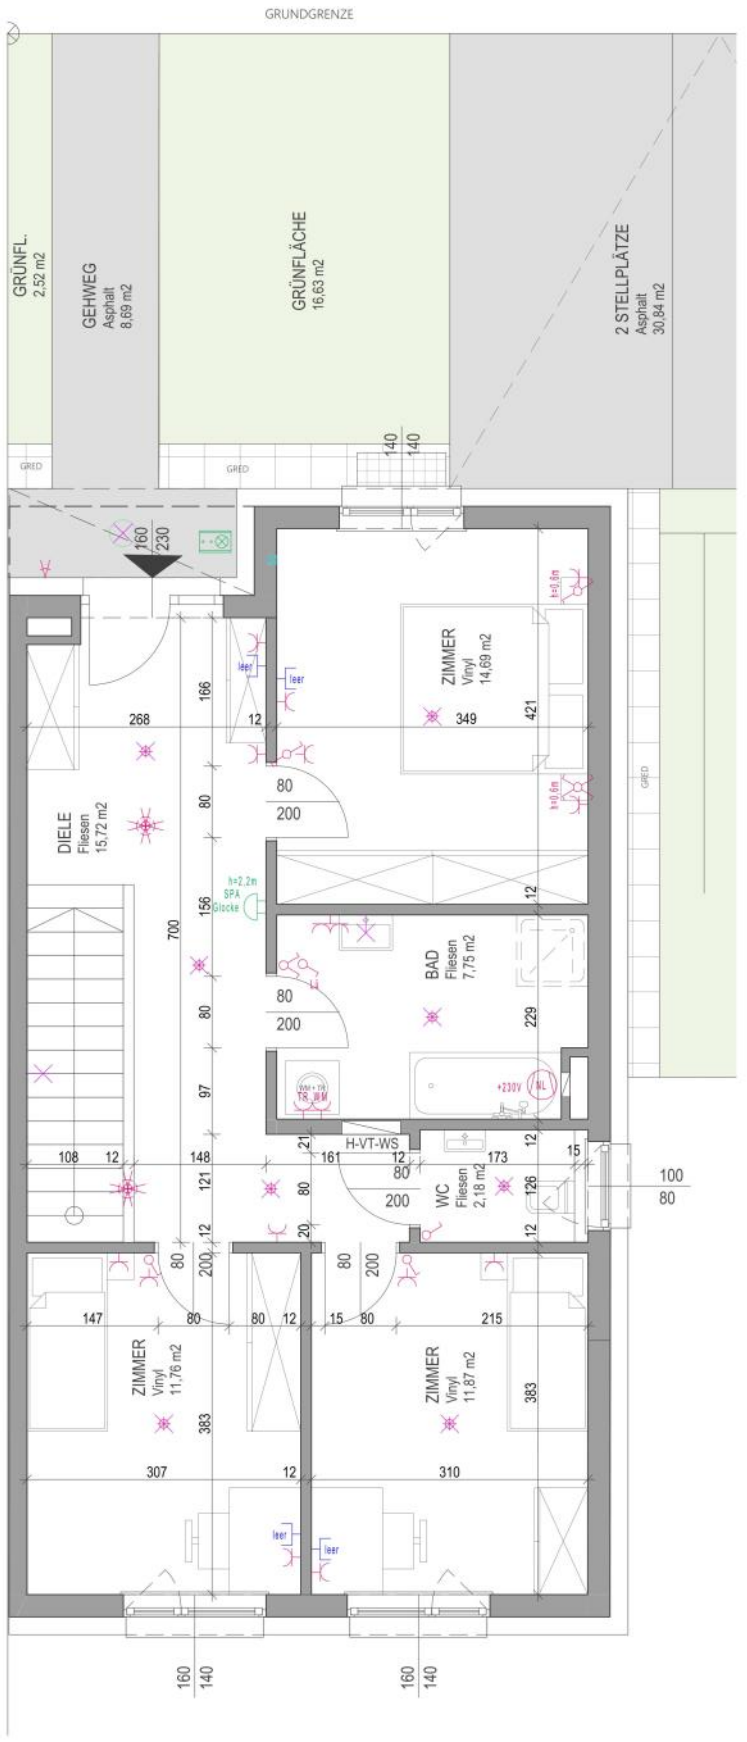 GRUNDGRENZE
GRÜNFL.
2,52 m2
GEHWEG
Asphalt
8,69 m2
GRÜNFLÄCHE
16,63 m2
2 STELLPLÄTZE
Asphalt
30,84 m2
GRED
GRED
140
140
160
230
h=0.6m
leer
leer
ZIMMER
Vinyl
14,69 m2
166
268
12
349
421
80
80
200
h=0.6m
GRED
DIELE
Fliesen
15,72 m2
h=2.2m
SPA
Glocke
156
12
700
BAD
Fliesen
7,75 m2
80
80
200
229
97
WM + TR
TR WM
+230V
NL
H-VT-WS
21
12
108
12
148
161
12
173
15
121
80
80
200
WC
Fliesen
2,18 m2
126
100
80
12
20
12
80
200
80
200
147
80
80
12
15
80
215
ZIMMER
Vinyl
11,76 m2
ZIMMER
Vinyl
11,87 m2
383
383
307
12
310
leer
leer
160
140
160
140